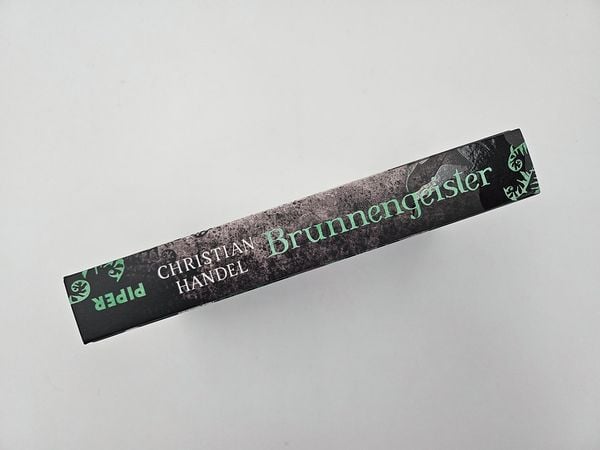 PIPER
CHRISTIAN
HANDEL
Brunnengeister